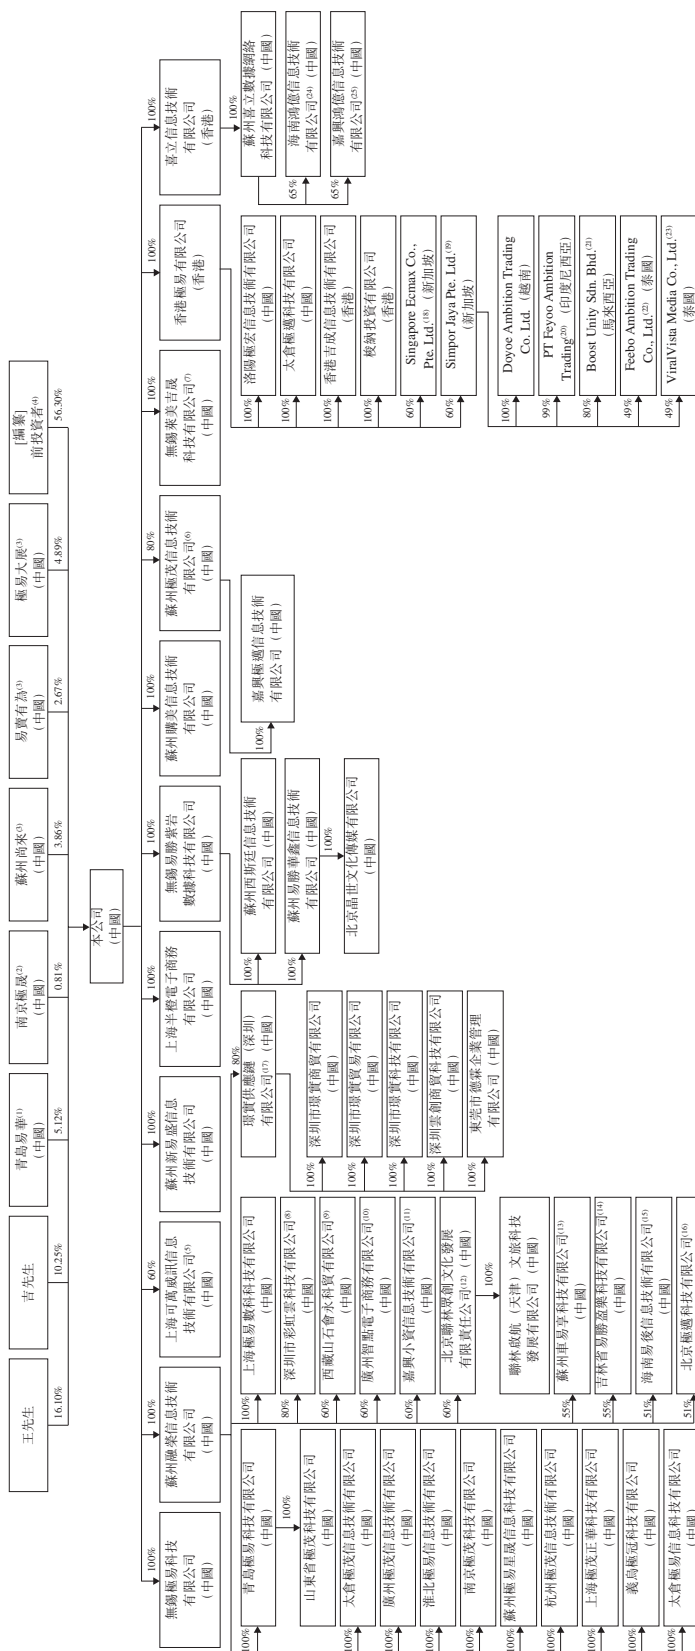 王先生
吉先生
青島易華(1)
(中國)
南京極晟(2)
(中國)
蘇州尚來(3)
(中國)
易賣有為(3)
(中國)
極易大展(3)
(中國)
[編纂]
前投資者(4)
16.10%
10.25%
5.12%
0.81%
3.86%
2.67%
4.89%
56.30%
本公司
(中國)
100%
100%
60%
100%
100%
100%
100%
80%
100%
100%
100%
無錫極易科技
有限公司
(中國)
蘇州融榮信息技術
有限公司
(中國)
上海可萬威訊信息
技術有限公司(5)
(中國)
蘇州新易盛信息
技術有限公司
(中國)
上海半橙電子商務
有限公司
(中國)
無錫易勝紫岩
數據科技有限公司
(中國)
蘇州購美信息技術
有限公司
(中國)
蘇州極茂信息技術
有限公司(6)
(中國)
無錫萊美吉晟
科技有限公司(7)
(中國)
香港極易有限公司
(香港)
喜立信息技術
有限公司
(香港)
100%
青島極易科技有限公司
(中國)
100%
山東省極茂科技有限公司
(中國)
100%
太倉極茂信息技術有限公司
(中國)
100%
廣州極茂信息技術有限公司
(中國)
100%
淮北極易信息技術有限公司
(中國)
100%
南京極茂科技有限公司
(中國)
100%
蘇州極易星晟信息科技有限公司
(中國)
100%
杭州極茂信息技術有限公司
(中國)
100%
上海極茂正華科技有限公司
(中國)
100%
義烏極冠科技有限公司
(中國)
100%
太倉極易信息科技有限公司
(中國)
100%
上海極易數科科技有限公司
(中國)
80%
深圳市彩虹雲科技有限公司(8)
(中國)
60%
西藏山石會永科貿有限公司(9)
(中國)
60%
廣州智點電子商務有限公司(10)
(中國)
60%
嘉興小資信息技術有限公司(11)
(中國)
60%
北京聯林眾創文化發展
有限責任公司(12) (中國)
100%
聯林啟航(天津)文旅科技
發展有限公司 (中國)
55%
蘇州車易享科技有限公司(13)
(中國)
55%
吉林省易勝盈樂科技有限公司(14)
(中國)
51%
海南易後信息技術有限公司(15)
(中國)
51%
北京極邁科技有限公司(16)
(中國)
80%
璟實供應鏈(深圳)
有限公司(17) (中國)
100%
深圳市璟實商貿有限公司
(中國)
100%
深圳市璟實貿易有限公司
(中國)
100%
深圳市璟實科技有限公司
(中國)
100%
深圳雲創商貿科技有限公司
(中國)
100%
東莞市德霖企業管理
有限公司 (中國)
100%
蘇州西斯廷信息技術
有限公司 (中國)
100%
蘇州易勝華鑫信息技術
有限公司 (中國)
100%
北京晶世文化傳媒有限公司
(中國)
100%
嘉興極邁信息技術
有限公司 (中國)
100%
洛陽極宏信息技術有限公司
(中國)
100%
太倉極邁科技有限公司
(中國)
100%
香港吉成信息技術有限公司
(香港)
100%
梭納投資有限公司
(香港)
60%
Singapore Ecmax Co.,
Pte. Ltd.(18) (新加坡)
60%
Simpor Jaya Pte. Ltd.(19)
(新加坡)
100%
Doyoe Ambition Trading
Co. Ltd. (越南)
99%
PT Feyoo Ambition
Trading(20) (印度尼西亞)
80%
Boost Unity Sdn. Bhd.(21)
(馬來西亞)
49%
Feebo Ambition Trading
Co., Ltd.(22) (泰國)
49%
ViralVista Media Co., Ltd.(23)
(泰國)
100%
蘇州喜立數據網絡
科技有限公司 (中國)
65%
海南鴻億信息技術
有限公司(24) (中國)
65%
嘉興鴻億信息技術
有限公司(25) (中國)